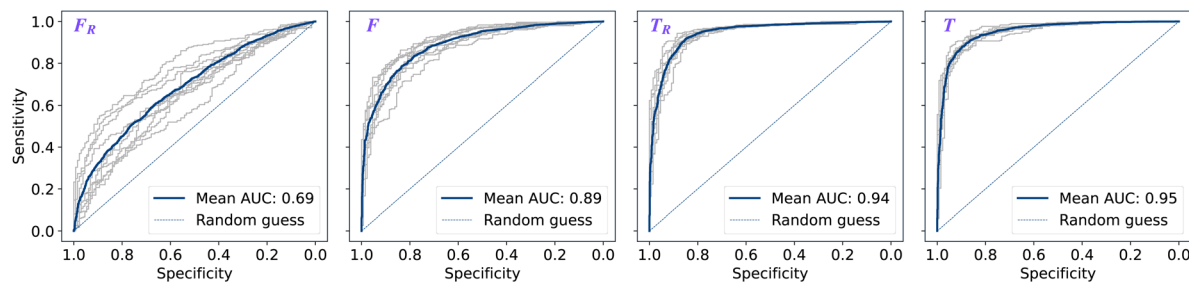 F_R
F
T_R
T
Sensitivity
1.0
0.8
0.6
0.4
0.2
0.0
Mean AUC: 0.69
Random guess
Mean AUC: 0.89
Random guess
Mean AUC: 0.94
Random guess
Mean AUC: 0.95
Random guess
1.0 0.8 0.6 0.4 0.2 0.0
1.0 0.8 0.6 0.4 0.2 0.0
1.0 0.8 0.6 0.4 0.2 0.0
1.0 0.8 0.6 0.4 0.2 0.0
Specificity
Specificity
Specificity
Specificity